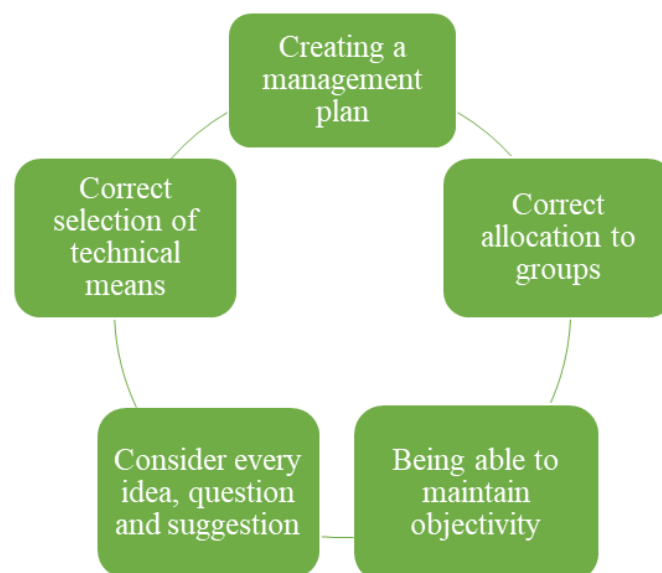 Creating a
management
plan
Correct
allocation to
groups
Being able to
maintain
objectivity
Consider every
idea, question
and suggestion
Correct
selection of
technical
means